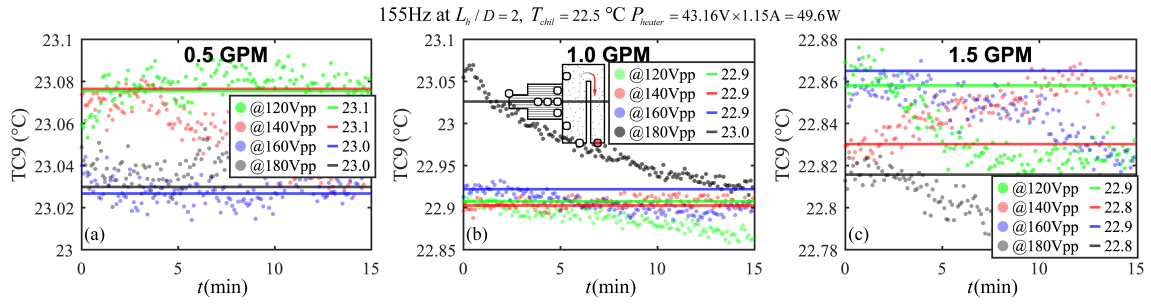 155Hz at L_h / D = 2, T_chil = 22.5 °C P_heater = 43.16V×1.15A = 49.6W
0.5 GPM
TC9 (°C)
23.1
23.08
23.06
23.04
23.02
23
@120Vpp 23.1
@140Vpp 23.1
@160Vpp 23.0
@180Vpp 23.0
(a)
0 5 10 15
t(min)
1.0 GPM
TC9 (°C)
23.1
23.05
23
22.95
22.9
22.85
@120Vpp 22.9
@140Vpp 22.9
@160Vpp 22.9
@180Vpp 23.0
(b)
0 5 10 15
t(min)
1.5 GPM
TC9 (°C)
22.88
22.86
22.84
22.82
22.8
22.78
@120Vpp 22.9
@140Vpp 22.8
@160Vpp 22.9
@180Vpp 22.8
(c)
0 5 10 15
t(min)